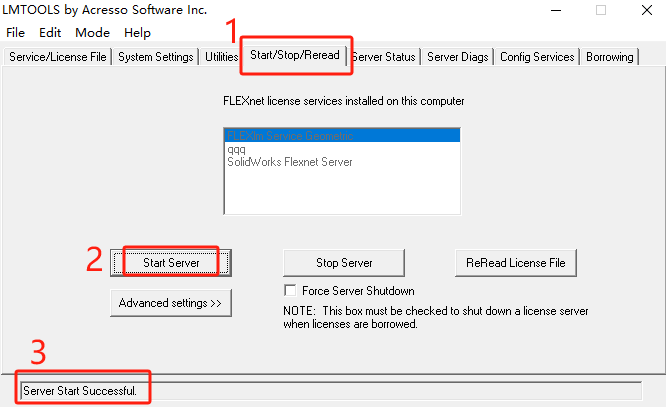 LMTOOLS by Acresso Software Inc.
File Edit Mode Help
1
Service/License File System Settings Utilities Start/Stop/Reread Server Status Server Diags Config Services Borrowing
FLEXnet license services installed on this computer
FLEXlm Service Geometric
qqq
SolidWorks Flexnet Server
2
Start Server Stop Server ReRead License File
Force Server Shutdown
Advanced settings >>
NOTE: This box must be checked to shut down a license server
when licenses are borrowed.
3
Server Start Successful.